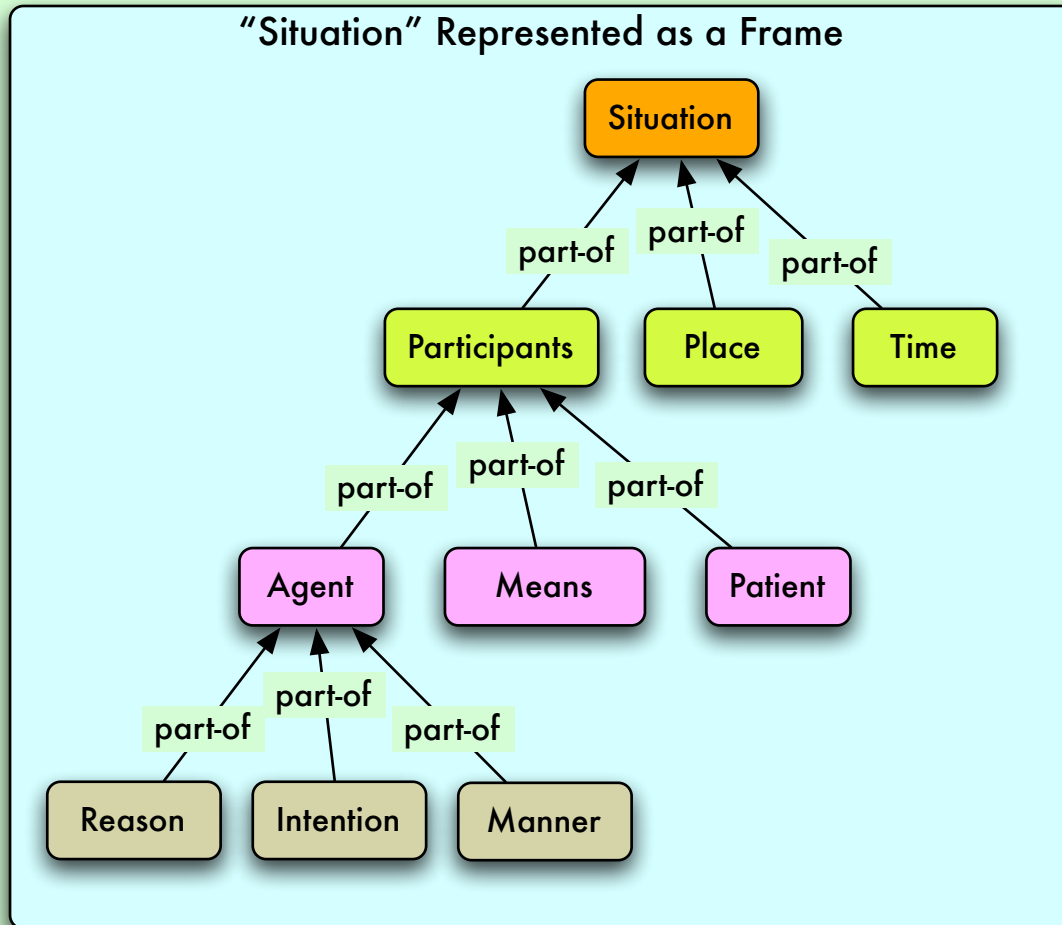 “Situation” Represented as a Frame
Situation
part-of
part-of
part-of
Participants
Place
Time
part-of
part-of
part-of
Agent
Means
Patient
part-of
part-of
part-of
Reason
Intention
Manner